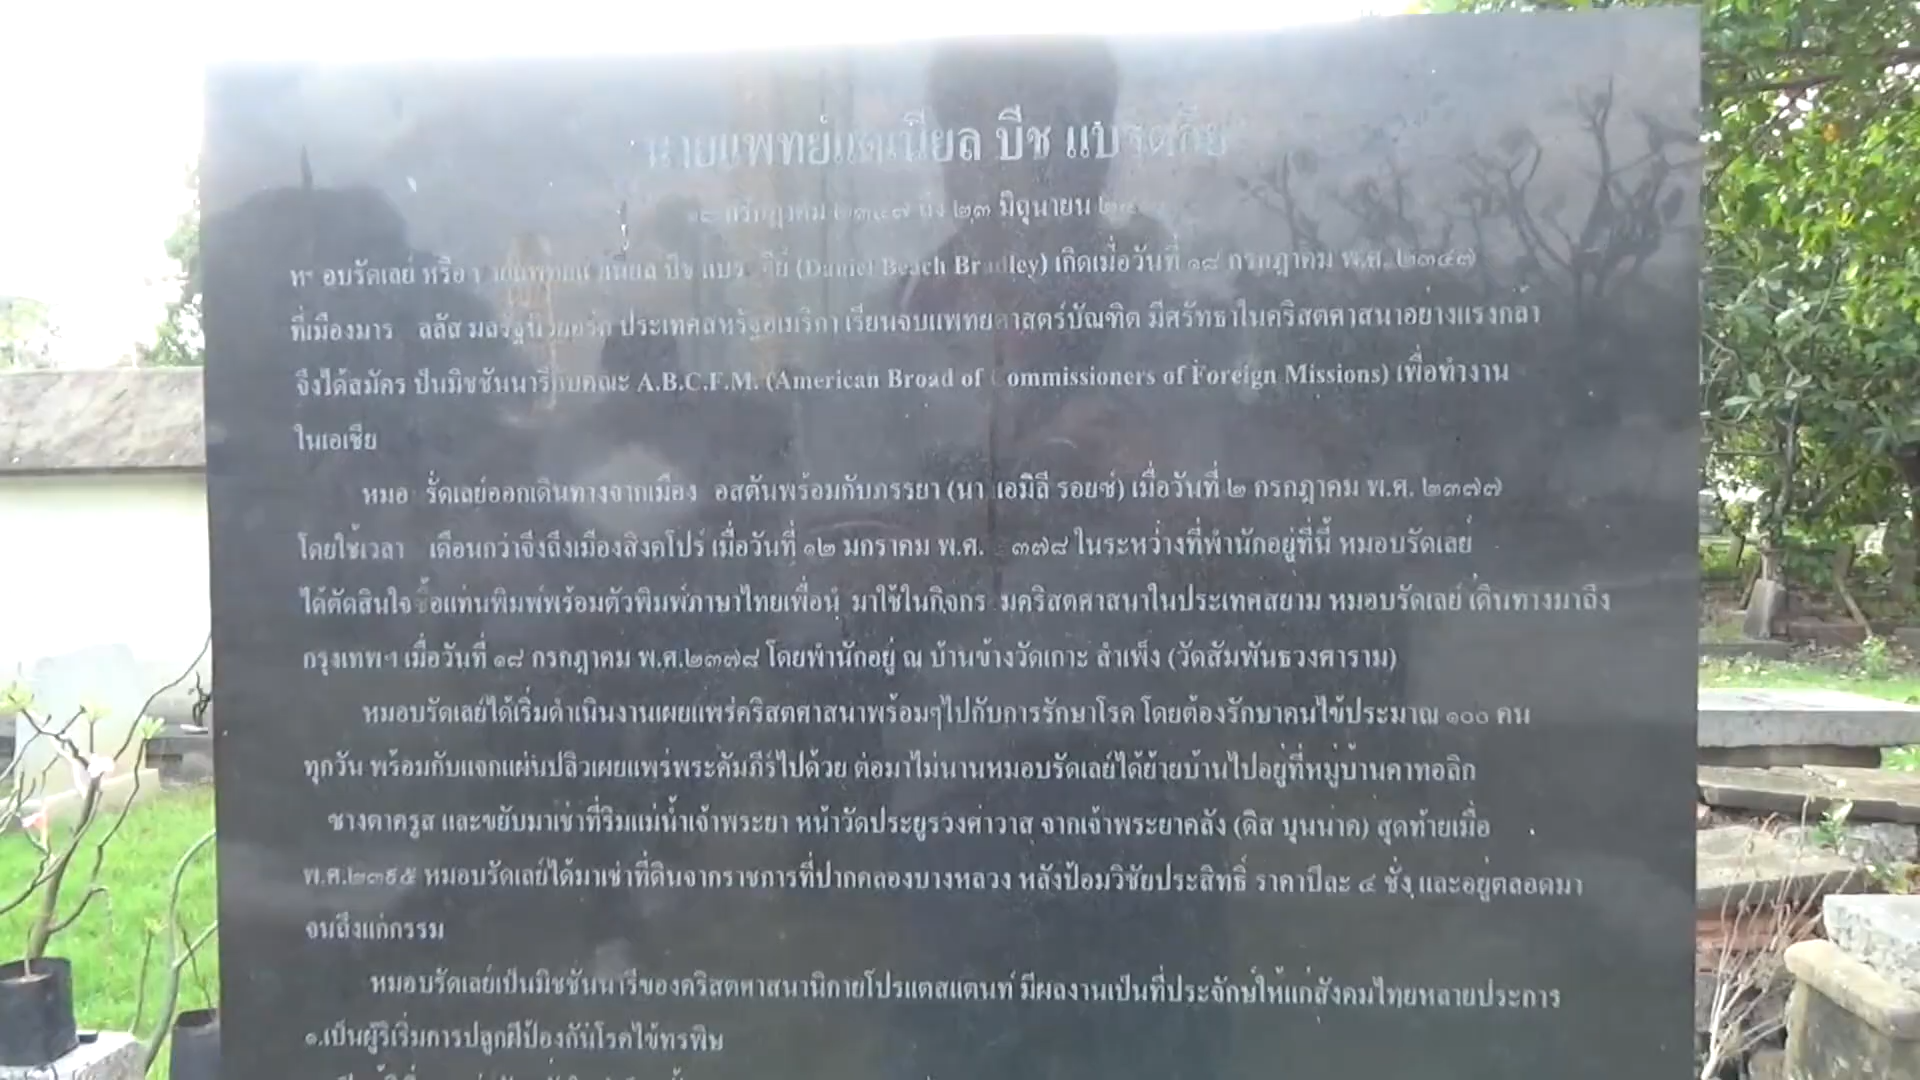 นายแพทย์แดเนียล บีช แบรดเลีย์
๑๘ กรกฎาคม ๒๓๔๗ ถึง ๒๓ มิถุนายน
หรือ (Daniel Beach Bradley) เกิดเมื่อวันที่ ๑๘ กรกฎาคม พ.ศ. ๒๓๔๗
ที่เมือง มลรัฐนิวยอร์ก ประเทศสหรัฐอเมริกา เรียนจบแพทยศาสตร์บัณฑิต มีศรัทธาในคริสตศาสนาอย่างแรงกล้า
จึงได้สมัคร ป็นมิชชันนารีกับคณะ A.B.C.F.M. (American Broad of Commissioners of Foreign Missions) เพื่อทำงาน
ในเอเชีย
หมอ รัดเลย์ออกเดินทางจากเมือง อสตันพร้อมกับภรรยา (นา เอมิลี รอยซ์) เมื่อวันที่ ๒ กรกฎาคม พ.ศ. ๒๓๗๗
โดยใช้เวลา เดือนกว่าจึงถึงเมืองสิงคโปร์ เมื่อวันที่ ๑๒ มกราคม พ.ศ. ๒๓๗๘ ในระหว่างที่พำนักอยู่ที่นี้ หมอบรัดเลย์
ได้ตัดสินใจซื้อแท่นพิมพ์พร้อมตัวพิมพ์ภาษาไทยเพื่อนำ มาใช้ในกิจกร มคริสตศาสนาในประเทศสยาม หมอบรัดเลย์ เดินทางมาถึง
กรุงเทพฯ เมื่อวันที่ ๑๘ กรกฎาคม พ.ศ.๒๓๗๘ โดยพำนักอยู่ ณ บ้านข้างวัดเกาะ สำเพ็ง (วัดสัมพันธวงศาราม)
หมอบรัดเลย์ได้เริ่มดำเนินงานเผยแพร่คริสตศาสนาพร้อมๆไปกับการรักษาโรค โดยต้องรักษาคนไข้ประมาณ ๑๐๐ คน
ทุกวัน พร้อมกับแจกแผ่นปลิวเผยแพร่พระคัมภีร์ไปด้วย ต่อมาไม่นานหมอบรัดเลย์ได้ย้ายบ้านไปอยู่ที่หมู่บ้านคาทอลิก
ซางตาครูส และขยับมาเช่าที่ริมแม่น้ำเจ้าพระยา หน้าวัดประยูรวงศ์าวาส จากเจ้าพระยาคลัง (ดิส บุนนาค) สุดท้ายเมื่อ
พ.ศ.๒๓๙๕ หมอบรัดเลย์ได้มาเช่าที่ดินจากราชการที่ปากคลองบางหลวง หลังป้อมวิชัยประสิทธิ์ ราคาปีละ ๔ ชั่ง และอยู่ตลอดมา
จนถึงแก่กรรม
หมอบรัดเลย์เป็นมิชชันนารีของคริสตศาสนานิกายโปรแตสแตนท์ มีผลงานเป็นที่ประจักษ์ให้แก่สังคมไทยหลายประการ
๑.เป็นผู้ริเริ่มการปลูกฝีป้องกันโรคไข้ทรพิษ